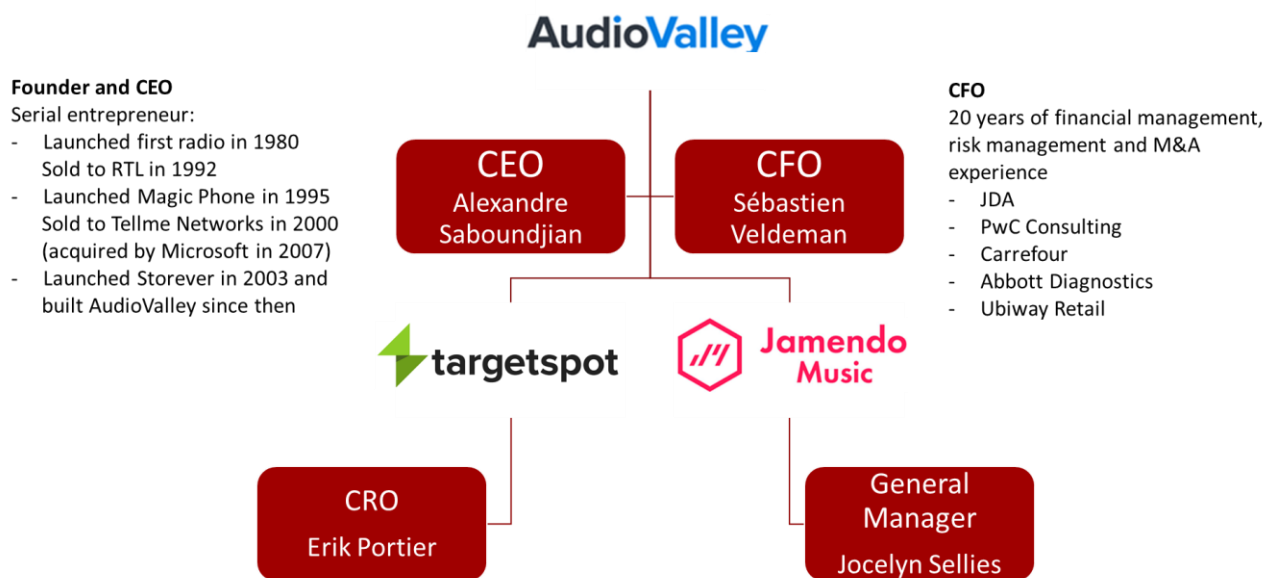 AudioValley
Founder and CEO
Serial entrepreneur:
- Launched first radio in 1980
Sold to RTL in 1992
- Launched Magic Phone in 1995
Sold to Tellme Networks in 2000
(acquired by Microsoft in 2007)
- Launched Storever in 2003 and
built AudioValley since then
CEO
Alexandre
Saboundjian
CFO
Sébastien
Veldeman
CFO
20 years of financial management,
risk management and M&A
experience
- JDA
- PwC Consulting
- Carrefour
- Abbott Diagnostics
- Ubiway Retail
targetspot
Jamendo
Music
CRO
Erik Portier
General
Manager
Jocelyn Sellies